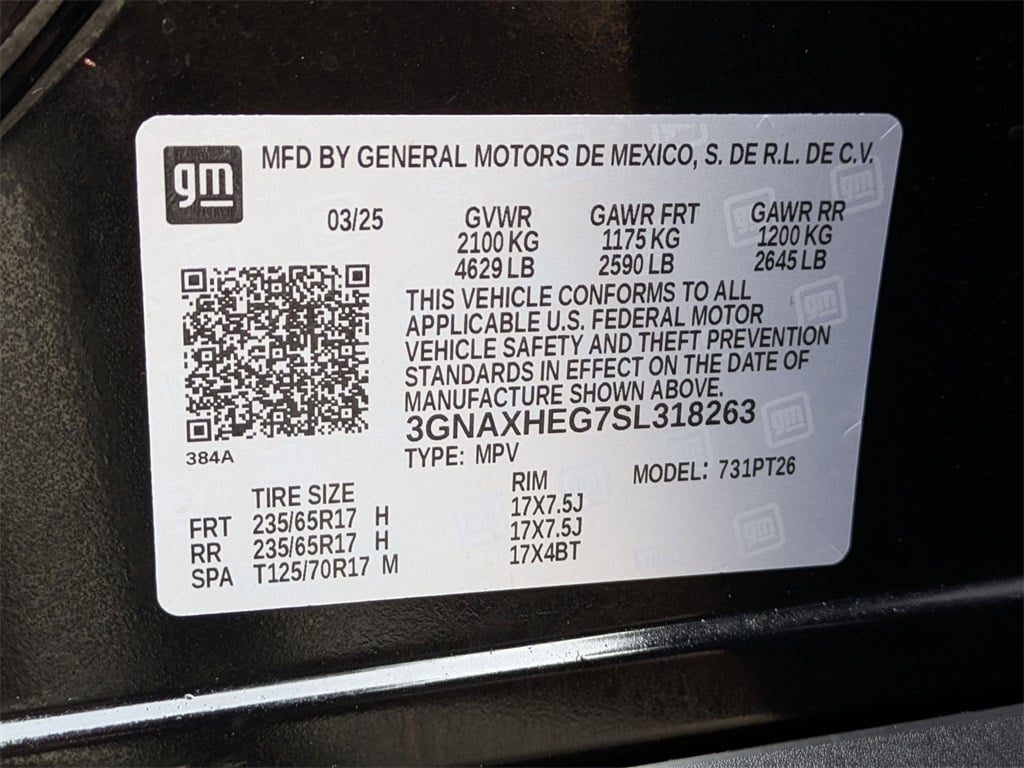 gm
MFD BY GENERAL MOTORS DE MEXICO, S. DE R.L. DE C.V.
03/25 GVWR GAWR FRT GAWR RR
2100 KG 1175 KG 1200 KG
4629 LB 2590 LB 2645 LB
THIS VEHICLE CONFORMS TO ALL
APPLICABLE U.S. FEDERAL MOTOR
VEHICLE SAFETY AND THEFT PREVENTION
STANDARDS IN EFFECT ON THE DATE OF
MANUFACTURE SHOWN ABOVE.
3GNAXHEG7SL318263
384A
TYPE: MPV MODEL: 731PT26
TIRE SIZE RIM
FRT 235/65R17 H 17X7.5J
RR 235/65R17 H 17X7.5J
SPA T125/70R17 M 17X4BT